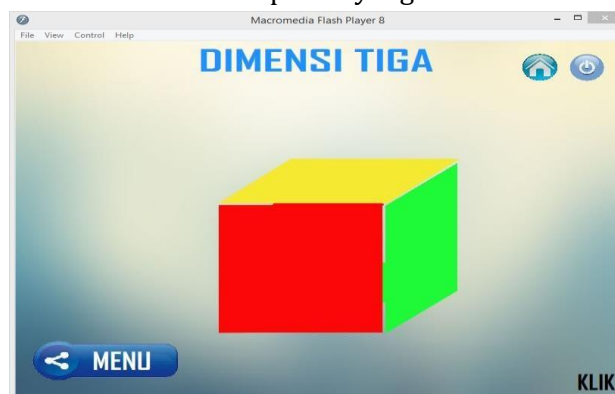 Macromedia Flash Player 8
File View Control Help
DIMENSI TIGA
MENU
KLIK